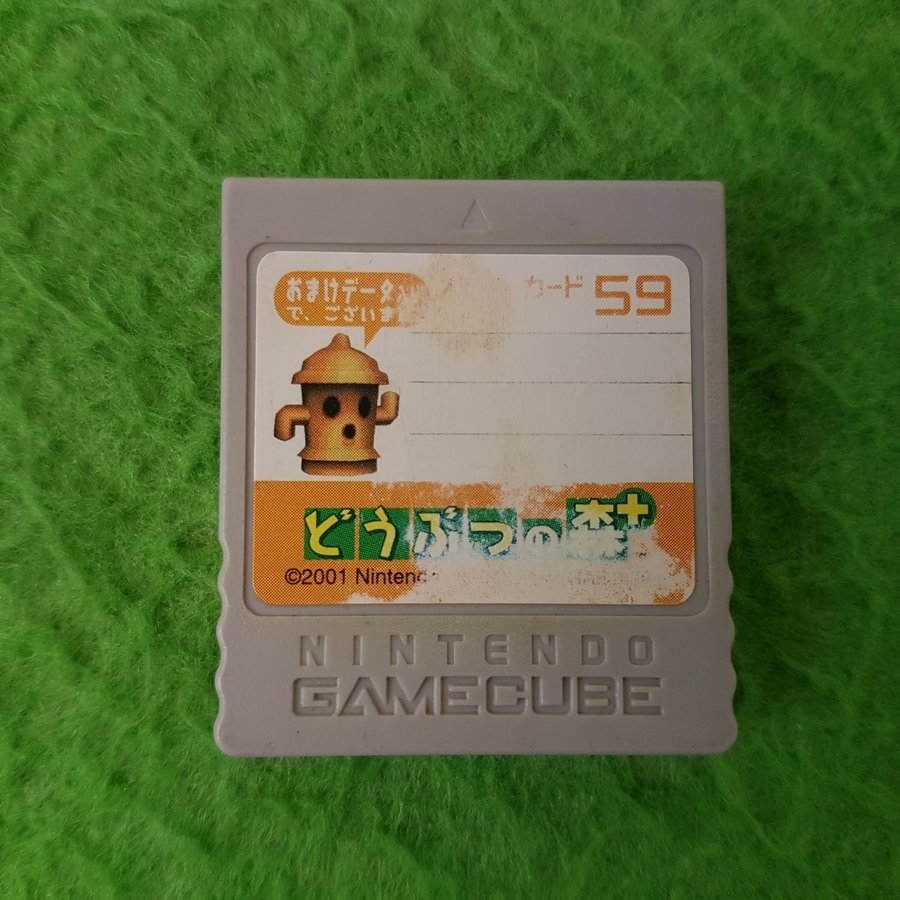 おまけデータ
で、ございま
カード 59
どうぶつの森+
©2001 Ninten
NINTENDO
GAMECUBE